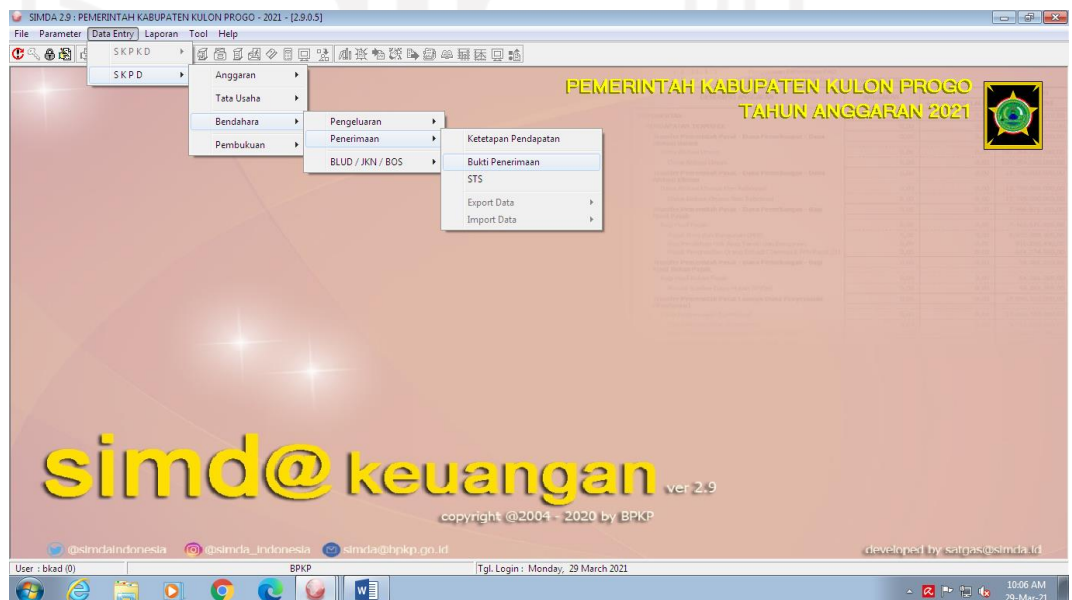 SIMDA 2.9 : PEMERINTAH KABUPATEN KULON PROGO - 2021 - [2.9.0.5]
File Parameter Data Entry Laporan Tool Help
SKPKD
SKPD
Anggaran
Tata Usaha
Bendahara
Pembukuan
Pengeluaran
Penerimaan
BLUD / JKN / BOS
Ketetapan Pendapatan
Bukti Penerimaan
STS
Export Data
Import Data
PEMERINTAH KABUPATEN KULON PROGO
TAHUN ANGGARAN 2021
simd@ keuangan ver 2.9
copyright @2004 - 2020 by BPKP
@simdaindonesia @simda_indonesia simda@bpkp.go.id
developed by satgas@simda.id
User : bkad (0) BPKP Tgl. Login : Monday, 29 March 2021
10:06 AM
29-Mar-21